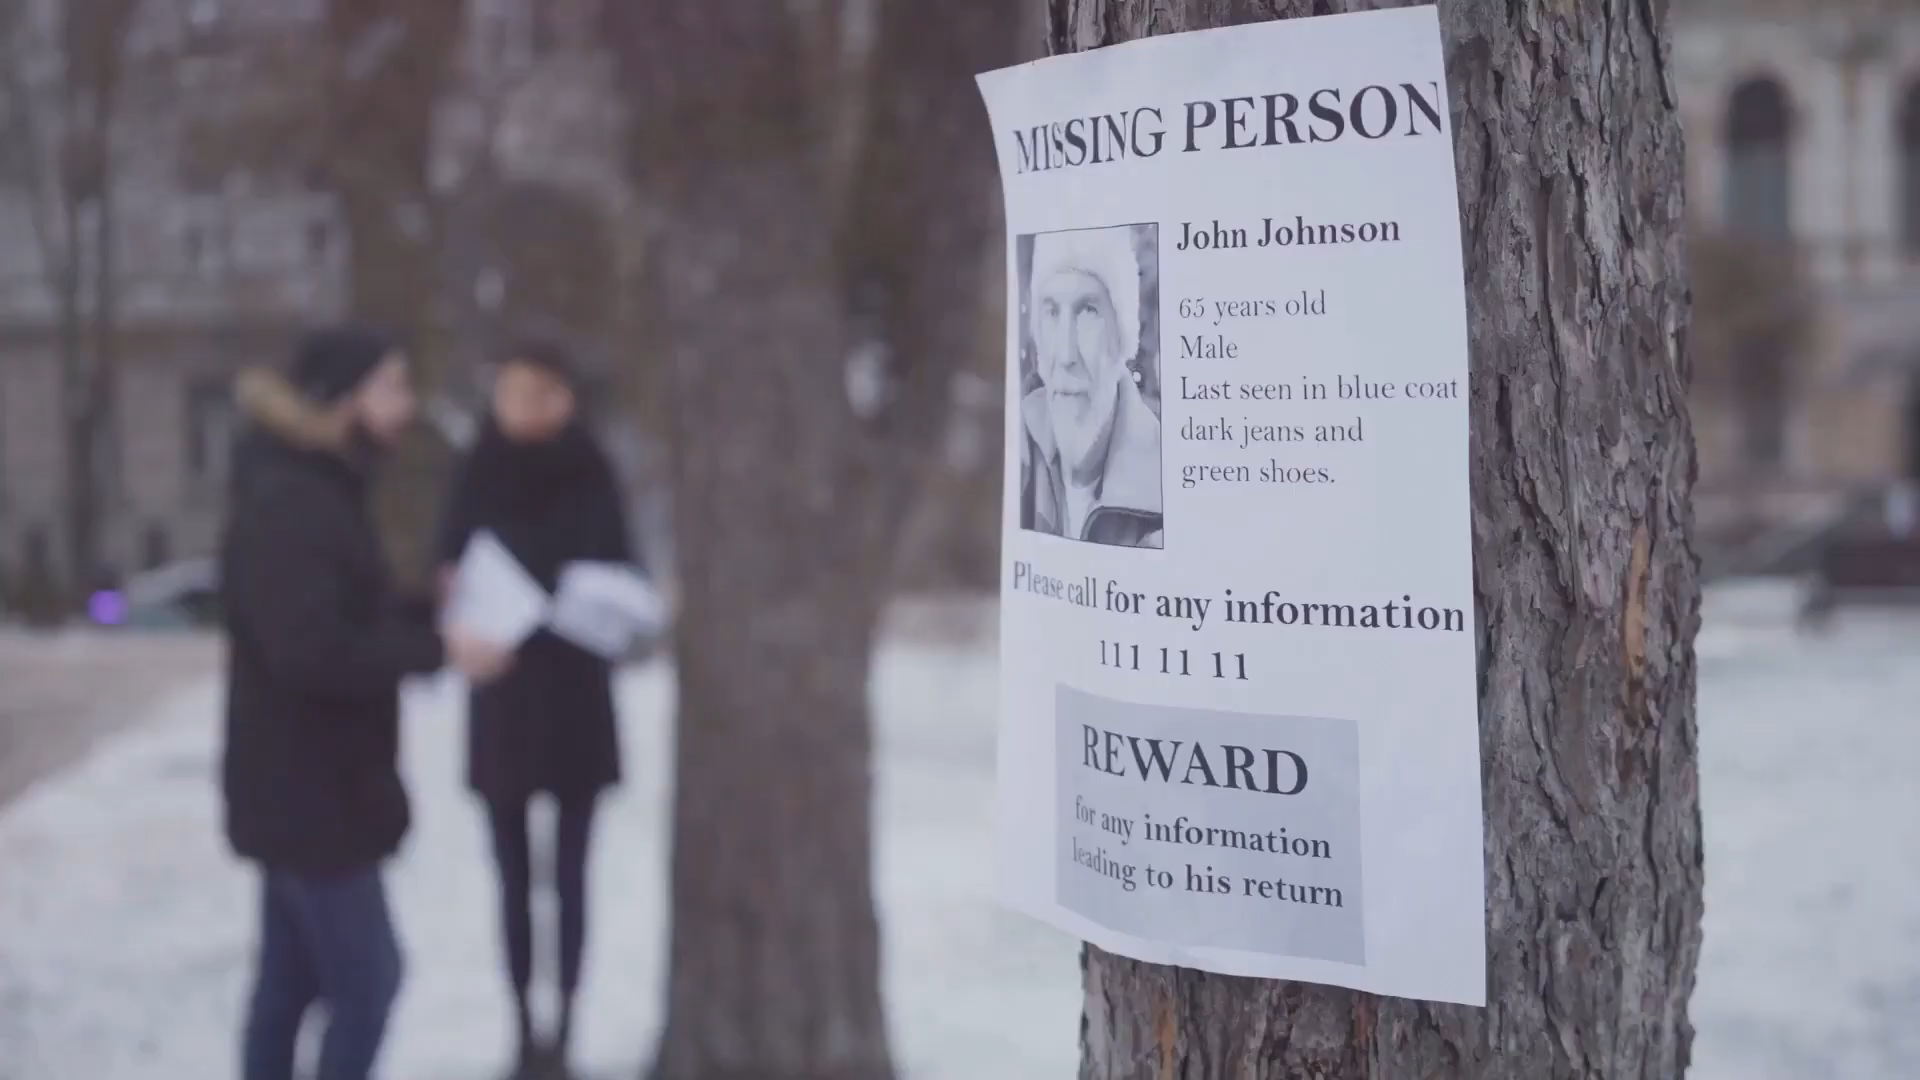 MISSING PERSON
John Johnson
65 years old
Male
Last seen in blue coat
dark jeans and
green shoes.
Please call for any information
111 11 11
REWARD
for any information
leading to his return